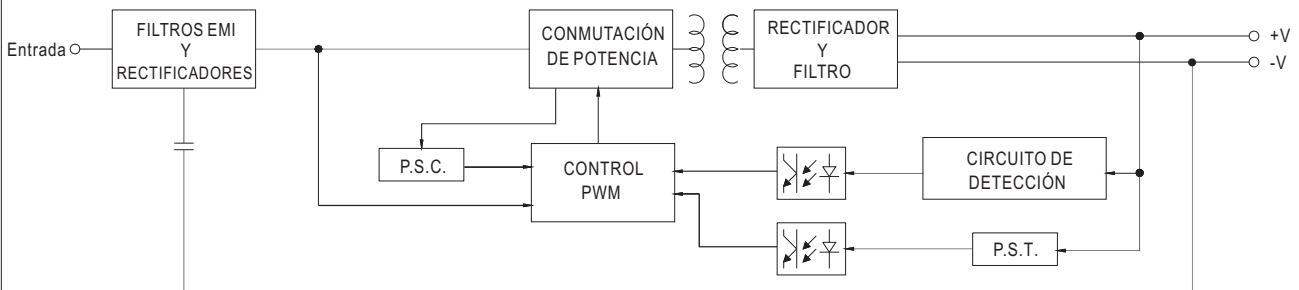 Entrada
FILTROS EMI
Y
RECTIFICADORES
CONMUTACIÓN
DE POTENCIA
RECTIFICADOR
Y
FILTRO
+V
-V
P.S.C.
CONTROL
PWM
CIRCUITO DE
DETECCIÓN
P.S.T.